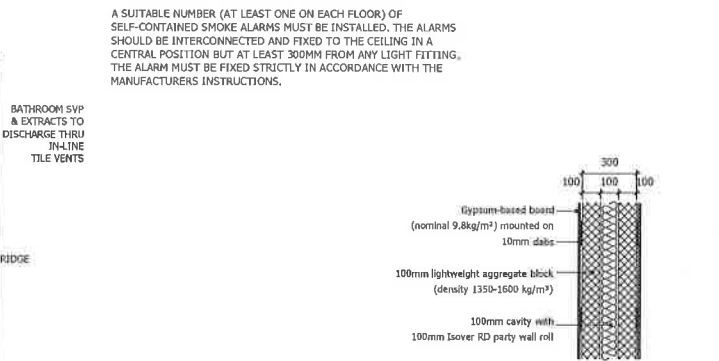 A SUITABLE NUMBER (AT LEAST ONE ON EACH FLOOR) OF
SELF-CONTAINED SMOKE ALARMS MUST BE INSTALLED. THE ALARMS
SHOULD BE INTERCONNECTED AND FIXED TO THE CEILING IN A
CENTRAL POSITION BUT AT LEAST 300MM FROM ANY LIGHT FITTING.
THE ALARM MUST BE FIXED STRICTLY IN ACCORDANCE WITH THE
MANUFACTURERS INSTRUCTIONS.
BATHROOM SVP
& EXTRACTS TO
DISCHARGE THRU
IN-LINE
TILE VENTS
RIDGE
300
100 100 100
Gypsum-based board
(nominal 9.8kg/m²) mounted on
10mm dabs
100mm lightweight aggregate block
(density 1350-1600 kg/m³)
100mm cavity with
100mm Isover RD party wall roll